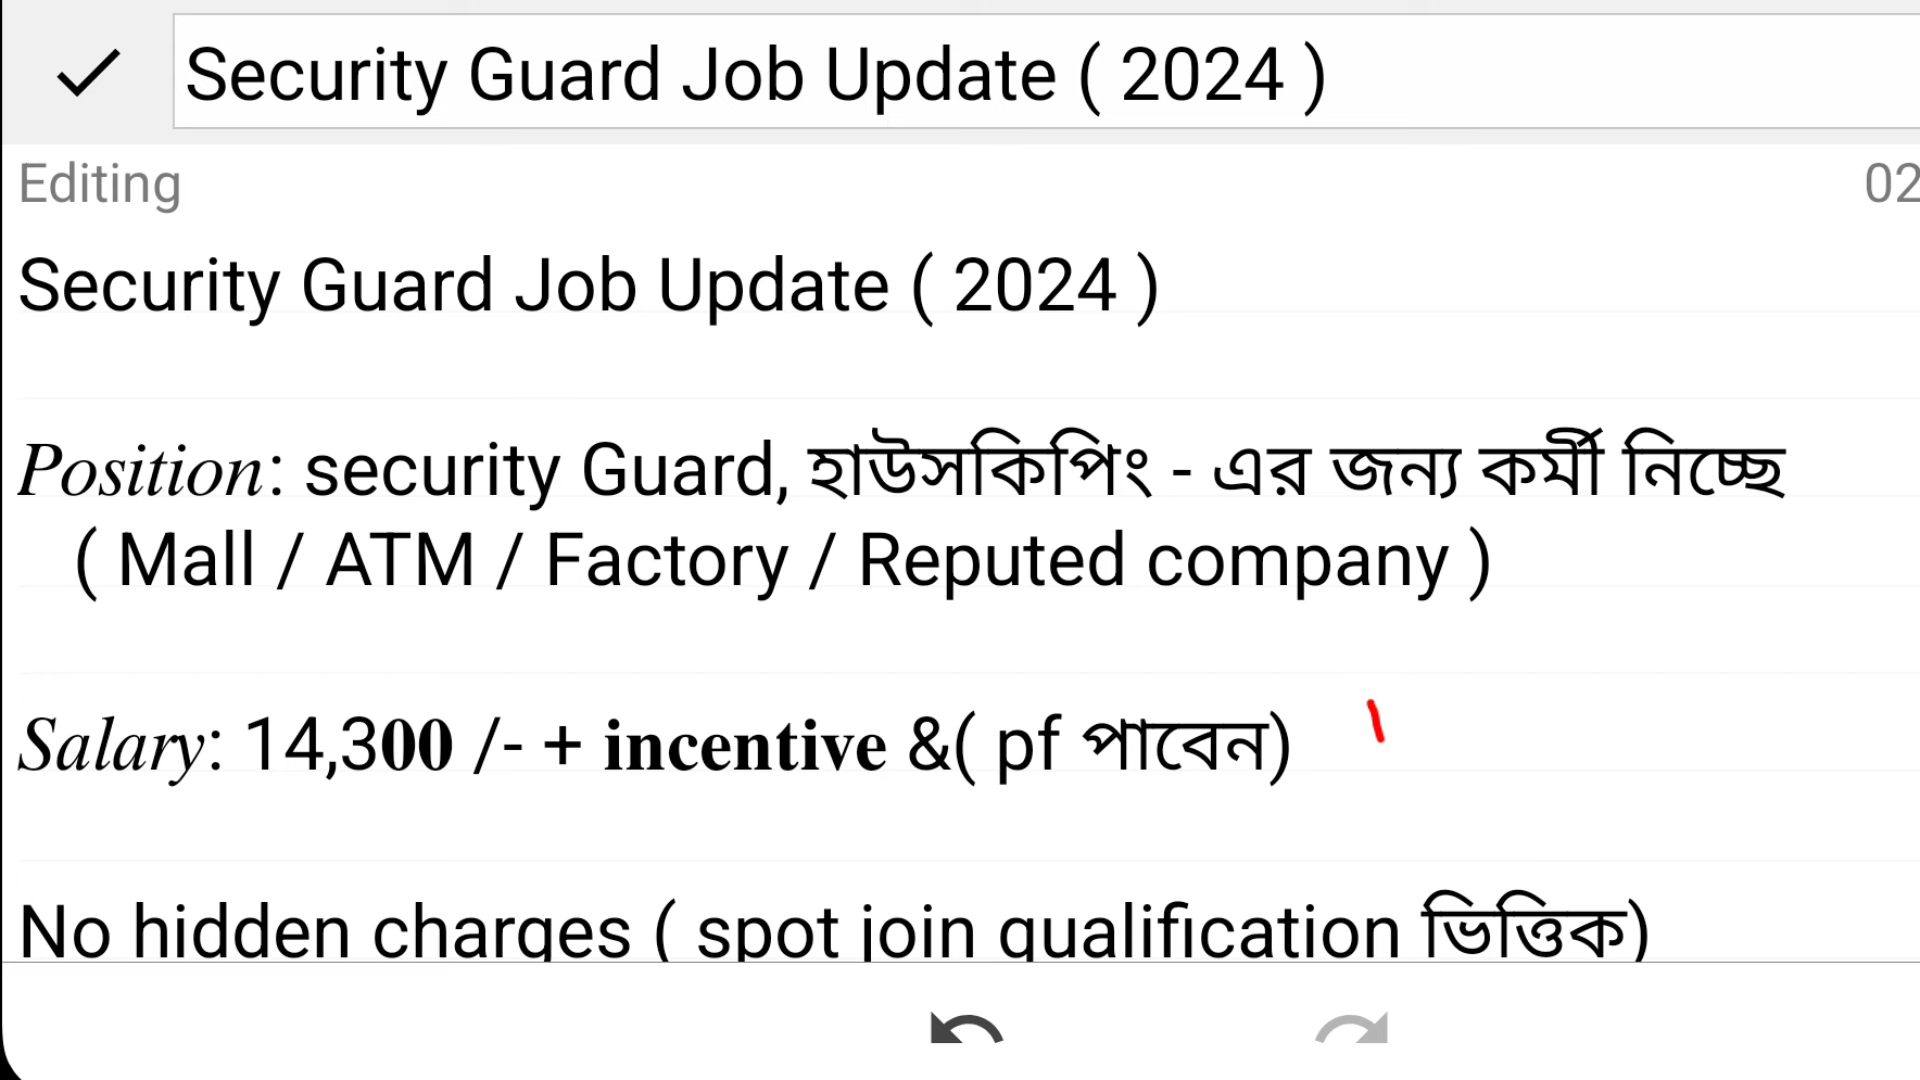 Security Guard Job Update ( 2024 )
Editing
02
Security Guard Job Update ( 2024 )
Position: security Guard, হাউসকিপিং - এর জন্য কর্মী নিচ্ছে
( Mall / ATM / Factory / Reputed company )
Salary: 14,300 /- + incentive &( pf পাবেন)
No hidden charges ( spot join qualification ভিত্তিক)